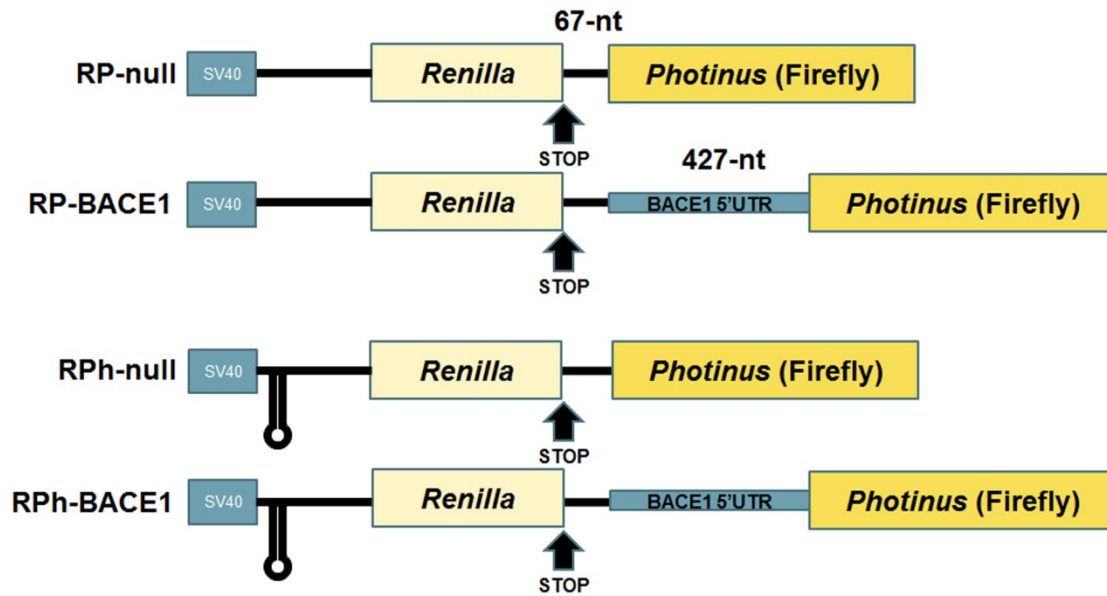 67-nt
RP-null SV40 Renilla Photinus (Firefly)
STOP
427-nt
RP-BACE1 SV40 Renilla BACE1 5'UTR Photinus (Firefly)
STOP
RPh-null SV40 Renilla Photinus (Firefly)
STOP
RPh-BACE1 SV40 Renilla BACE1 5'UTR Photinus (Firefly)
STOP